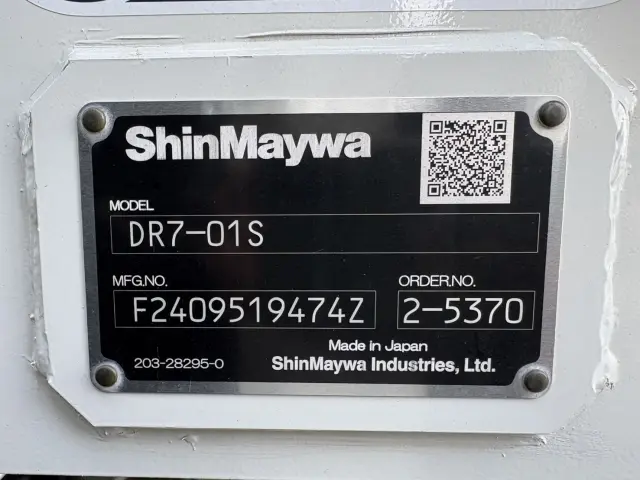 ShinMaywa
MODEL
DR7-01S
MFG.NO. ORDER.NO.
F2409519474Z 2-5370
Made in Japan
203-28295-0 ShinMaywa Industries, Ltd.